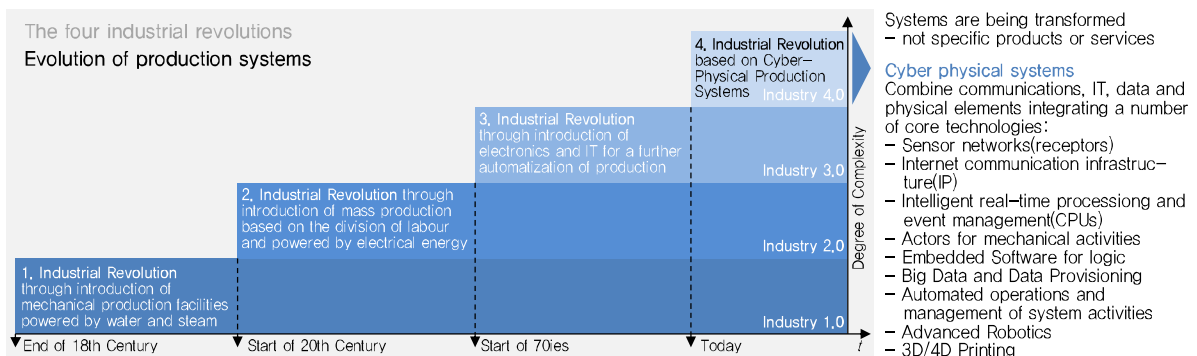 The four industrial revolutions
Evolution of production systems
4, Industrial Revolution
based on Cyber-
Physical Production
Systems
Industry 4,0
3, Industrial Revolution
through introduction of
electronics and IT for a further
automatization of production
Industry 3,0
2, Industrial Revolution through
introduction of mass production
based on the division of labour
and powered by electrical energy
Industry 2,0
1, Industrial Revolution
through introduction of
mechanical production facilities
powered by water and steam
Industry 1,0
Degree of Complexity
End of 18th Century
Start of 20th Century
Start of 70ies
Today
t
Systems are being transformed
- not specific products or services
Cyber physical systems
Combine communications, IT, data and
physical elements integrating a number
of core technologies:
- Sensor networks(receptors)
- Internet communication infrastruc-
ture(IP)
- Intelligent real-time processiong and
event management(CPUs)
- Actors for mechanical activities
- Embedded Software for logic
- Big Data and Data Provisioning
- Automated operations and
management of system activities
- Advanced Robotics
- 3D/4D Printing